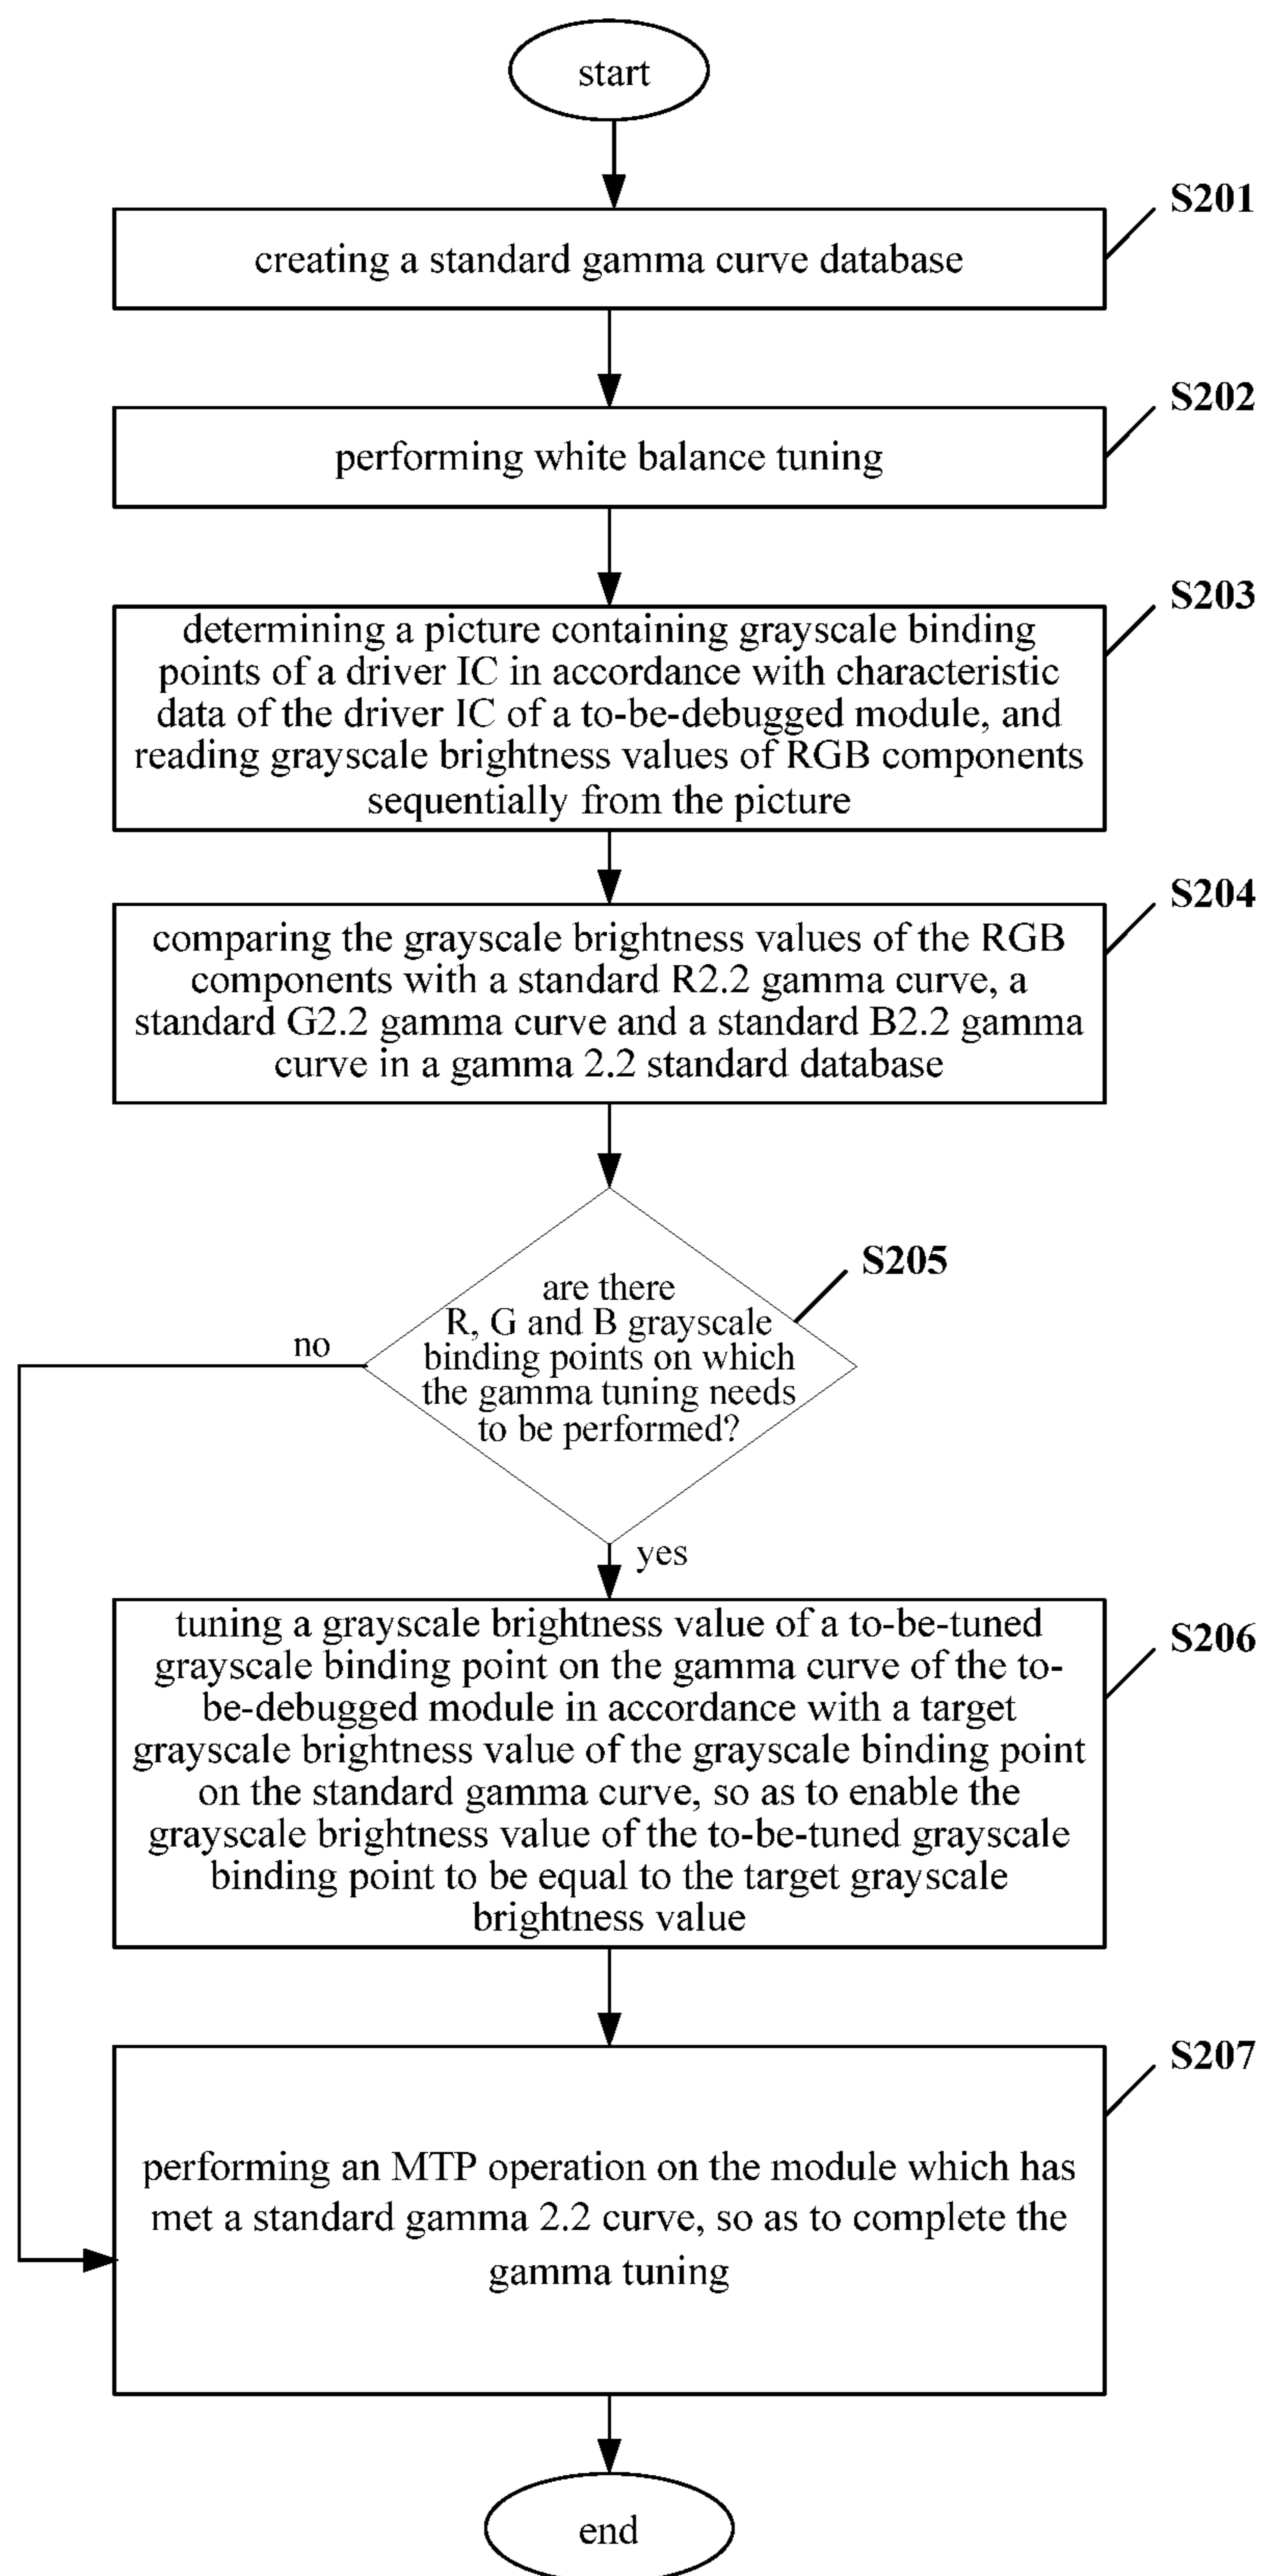 start
S201
creating a standard gamma curve database
S202
performing white balance tuning
S203
determining a picture containing grayscale binding
points of a driver IC in accordance with characteristic
data of the driver IC of a to-be-debugged module, and
reading grayscale brightness values of RGB components
sequentially from the picture
S204
comparing the grayscale brightness values of the RGB
components with a standard R2.2 gamma curve, a
standard G2.2 gamma curve and a standard B2.2 gamma
curve in a gamma 2.2 standard database
S205
are there
R, G and B grayscale
binding points on which
the gamma tuning needs
to be performed?
no
yes
S206
tuning a grayscale brightness value of a to-be-tuned
grayscale binding point on the gamma curve of the to-
be-debugged module in accordance with a target
grayscale brightness value of the grayscale binding point
on the standard gamma curve, so as to enable the
grayscale brightness value of the to-be-tuned grayscale
binding point to be equal to the target grayscale
brightness value
S207
performing an MTP operation on the module which has
met a standard gamma 2.2 curve, so as to complete the
gamma tuning
end